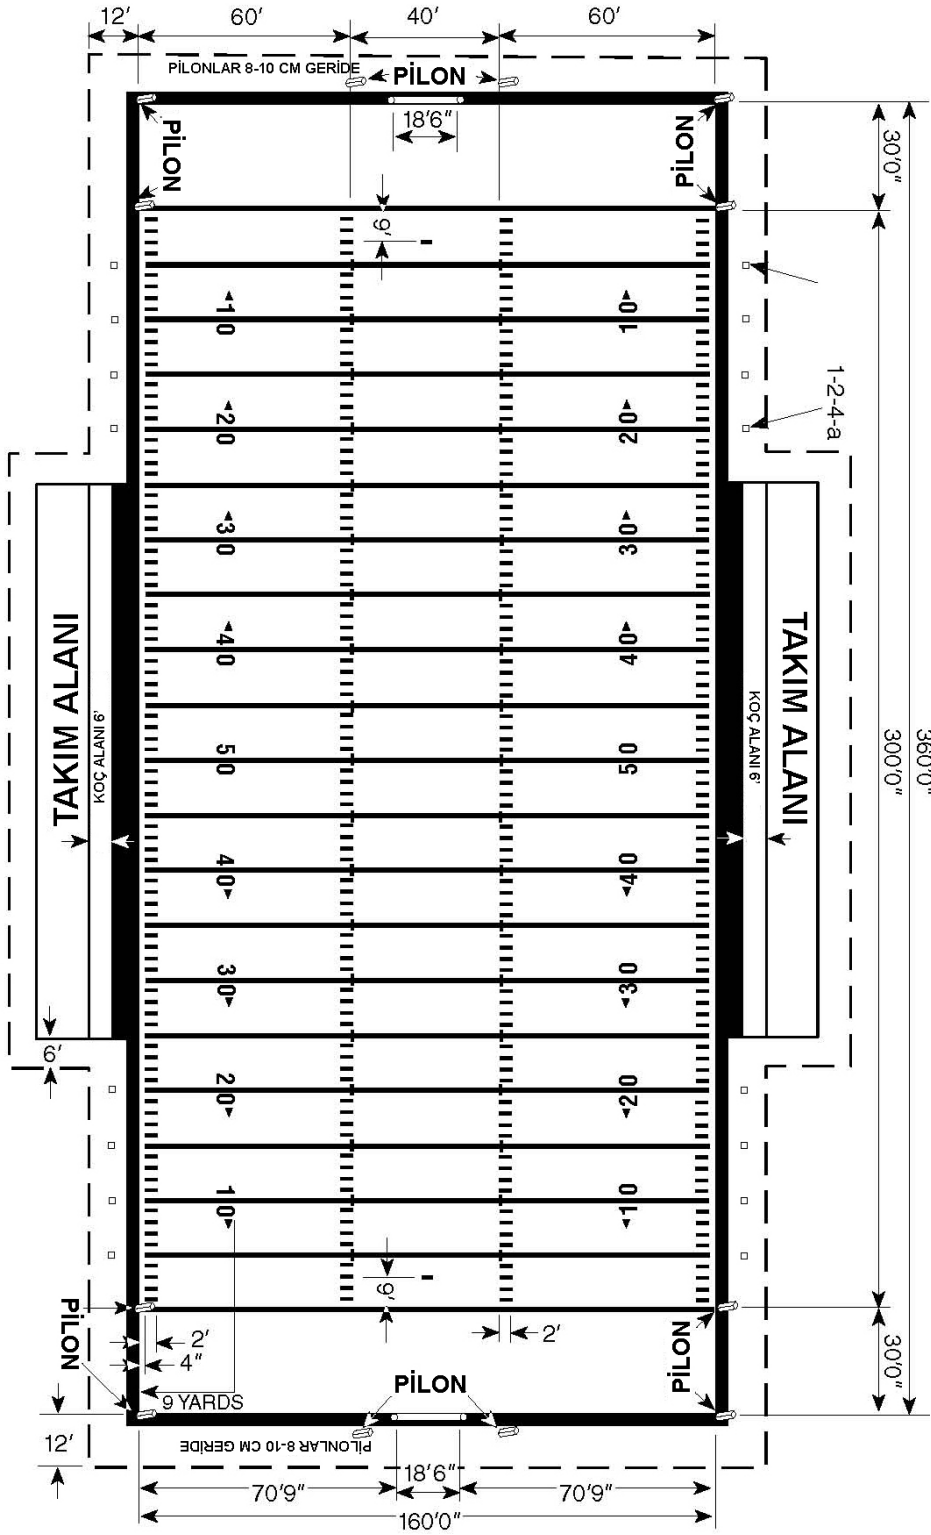 12′ 60′ 40′ 60′
PİLONLAR 8-10 CM GERİDE
PİLON
18′6″
PİLON
PİLON
30′0″
9′
10 10
1-2-4-a
20 20
30 30
40 40
TAKIM ALANI
KOÇ ALANI 6'
50 50
KOÇ ALANI 6'
TAKIM ALANI
300′0″
360′0″
40 40
30 30
6′
20 20
10 10
9′
PİLON
2′
2′
4″
PİLON
30′0″
9 YARDS
PİLON
12′
PİLONLAR 8-10 CM GERİDE
18′6″
70′9″ 70′9″
160′0″